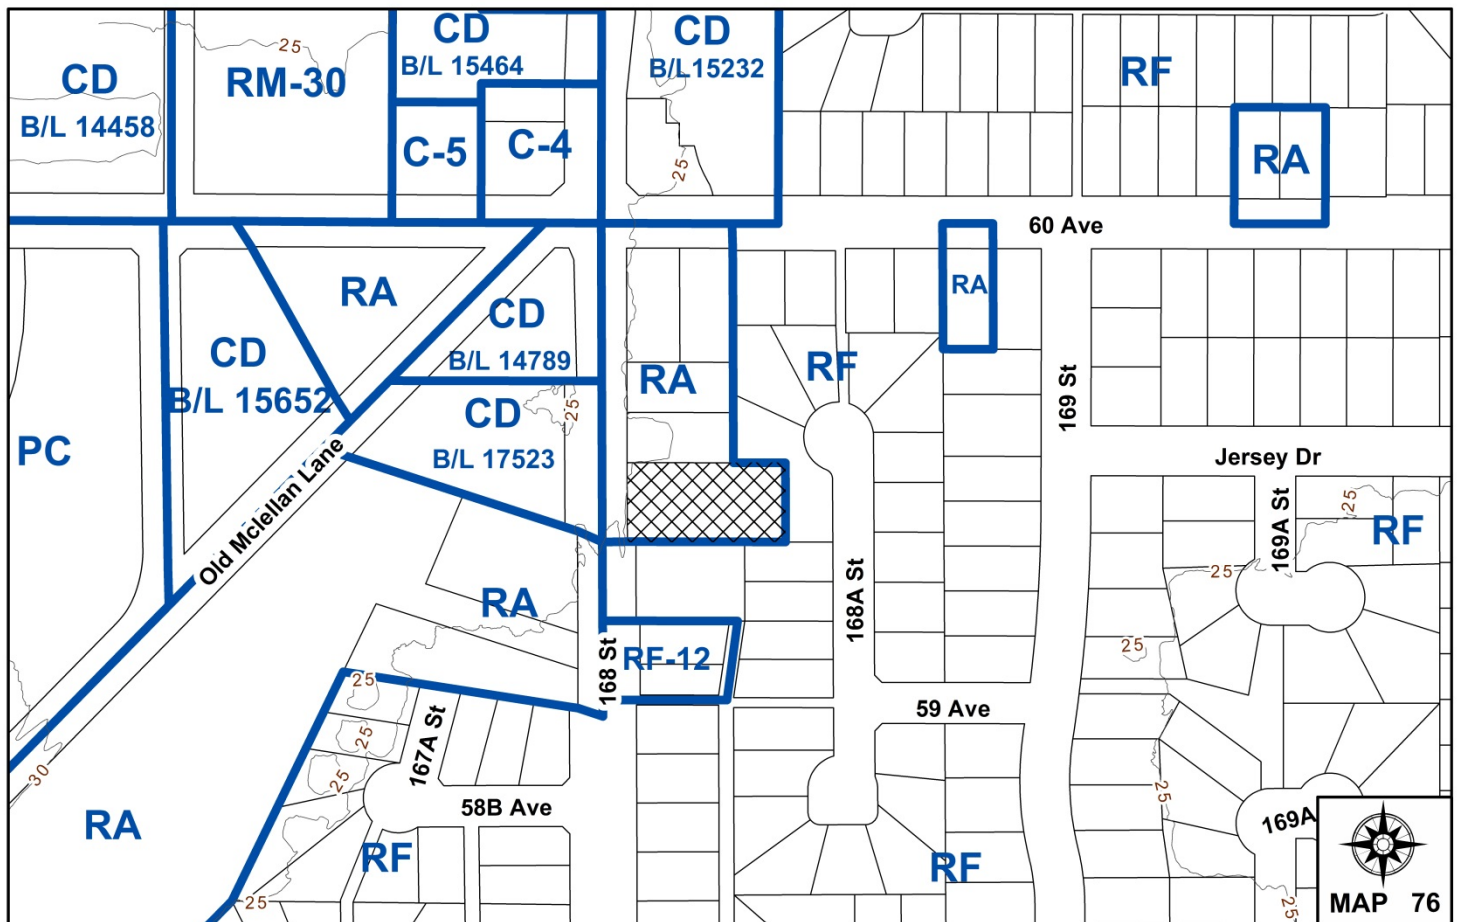 CD
B/L 14458
25
RM-30
CD
B/L 15464
C-5
C-4
CD
B/L15232
25
RF
RA
60 Ave
RA
CD
B/L 15652
CD
B/L 14789
RA
RF
RA
169 St
PC
CD
B/L 17523
25
Old Mclellan Lane
Jersey Dr
169A St
25
RF
25
RA
168A St
25
RF-12
168 St
25
59 Ave
167A St
25
25
30
58B Ave
25
RA
RF
RF
169A
25
25
MAP 76